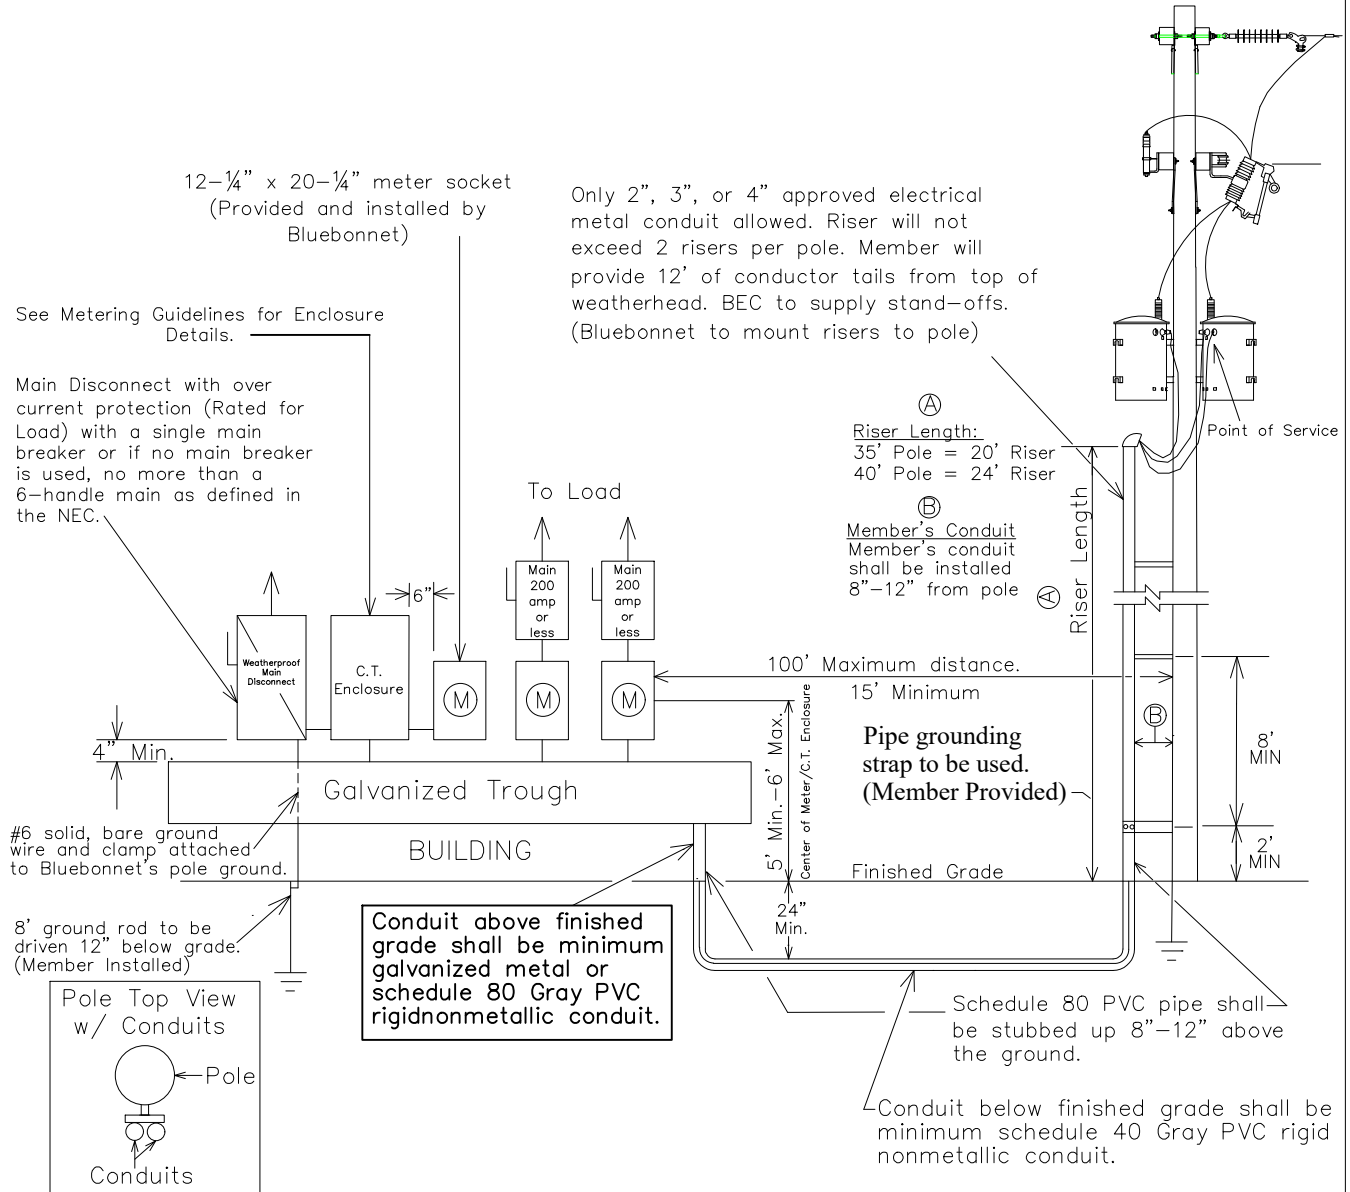 12-¼" x 20-¼" meter socket
(Provided and installed by
Bluebonnet)
Only 2", 3", or 4" approved electrical
metal conduit allowed. Riser will not
exceed 2 risers per pole. Member will
provide 12' of conductor tails from top of
weatherhead. BEC to supply stand-offs.
(Bluebonnet to mount risers to pole)
See Metering Guidelines for Enclosure
Details.
Main Disconnect with over
current protection (Rated for
Load) with a single main
breaker or if no main breaker
is used, no more than a
6-handle main as defined in
the NEC.
A
Riser Length:
35' Pole = 20' Riser
40' Pole = 24' Riser
Point of Service
B
Member's Conduit
Member's conduit
shall be installed
8"-12" from pole
A
Riser Length
To Load
Main
200
amp
or
less
Main
200
amp
or
less
6"
Weatherproof
Main
Disconnect
C.T.
Enclosure
M
M
M
100' Maximum distance.
15' Minimum
5' Min.-6' Max.
Center of Meter/C.T. Enclosure
Pipe grounding
strap to be used.
(Member Provided)
B
8'
MIN
2'
MIN
4" Min.
Galvanized Trough
#6 solid, bare ground
wire and clamp attached
to Bluebonnet's pole ground.
BUILDING
Finished Grade
24"
Min.
8' ground rod to be
driven 12" below grade.
(Member Installed)
Conduit above finished
grade shall be minimum
galvanized metal or
schedule 80 Gray PVC
rigidnonmetallic conduit.
Schedule 80 PVC pipe shall
be stubbed up 8"-12" above
the ground.
Pole Top View
w/ Conduits
Pole
Conduits
Conduit below finished grade shall be
minimum schedule 40 Gray PVC rigid
nonmetallic conduit.